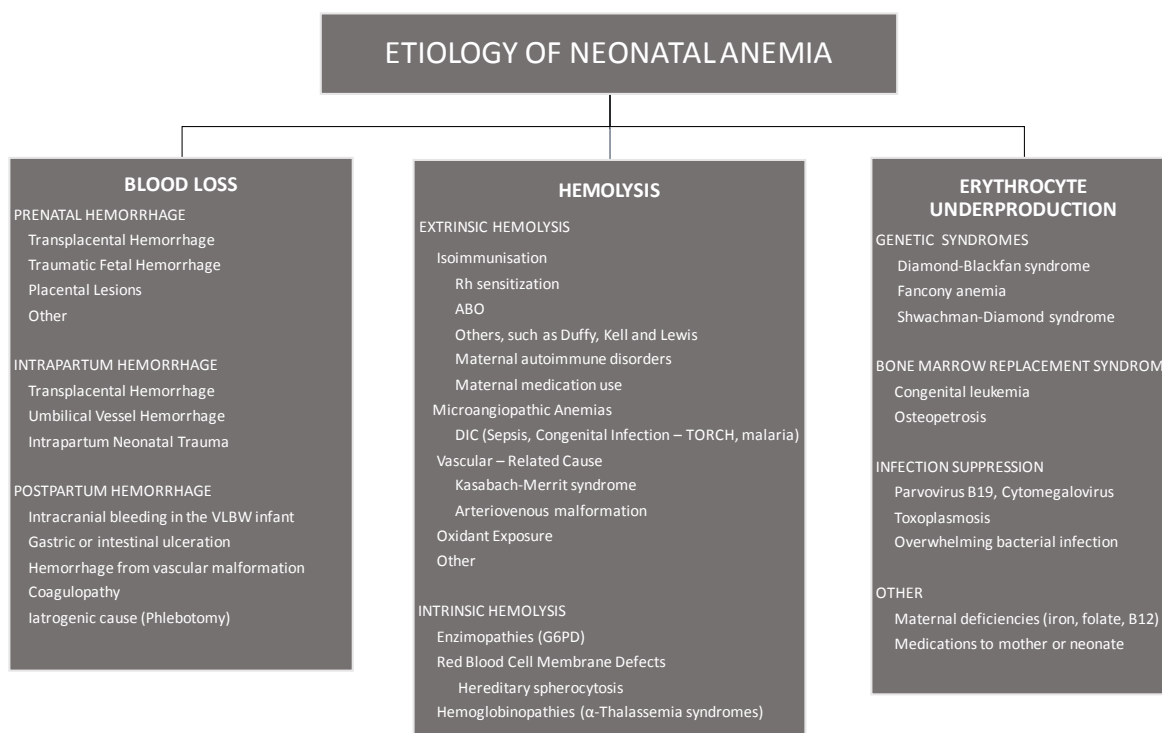 ETIOLOGY OF NEONATAL ANEMIA
BLOOD LOSS
PRENATAL HEMORRHAGE
Transplacental Hemorrhage
Traumatic Fetal Hemorrhage
Placental Lesions
Other
INTRAPARTUM HEMORRHAGE
Transplacental Hemorrhage
Umbilical Vessel Hemorrhage
Intrapartum Neonatal Trauma
POSTPARTUM HEMORRHAGE
Intracranial bleeding in the VLBW infant
Gastric or intestinal ulceration
Hemorrhage from vascular malformation
Coagulopathy
Iatrogenic cause (Phlebotomy)
HEMOLYSIS
EXTRINSIC HEMOLYSIS
Isoimmunisation
Rh sensitization
ABO
Others, such as Duffy, Kell and Lewis
Maternal autoimmune disorders
Maternal medication use
Microangiopathic Anemias
DIC (Sepsis, Congenital Infection – TORCH, malaria)
Vascular – Related Cause
Kasabach-Merrit syndrome
Arteriovenous malformation
Oxidant Exposure
Other
INTRINSIC HEMOLYSIS
Enzimopathies (G6PD)
Red Blood Cell Membrane Defects
Hereditary spherocytosis
Hemoglobinopathies (α-Thalassemia syndromes)
ERYTHROCYTE
UNDERPRODUCTION
GENETIC SYNDROMES
Diamond-Blackfan syndrome
Fancony anemia
Shwachman-Diamond syndrome
BONE MARROW REPLACEMENT SYNDROM
Congenital leukemia
Osteopetrosis
INFECTION SUPPRESSION
Parvovirus B19, Cytomegalovirus
Toxoplasmosis
Overwhelming bacterial infection
OTHER
Maternal deficiencies (iron, folate, B12)
Medications to mother or neonate